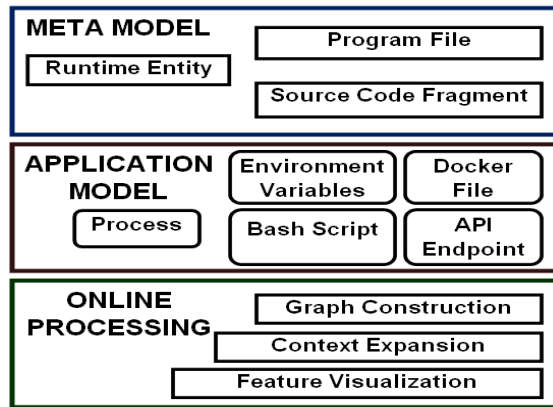 META MODEL
Program File
Runtime Entity
Source Code Fragment
APPLICATION
MODEL
Environment
Variables
Docker
File
Process
Bash Script
API
Endpoint
ONLINE
PROCESSING
Graph Construction
Context Expansion
Feature Visualization